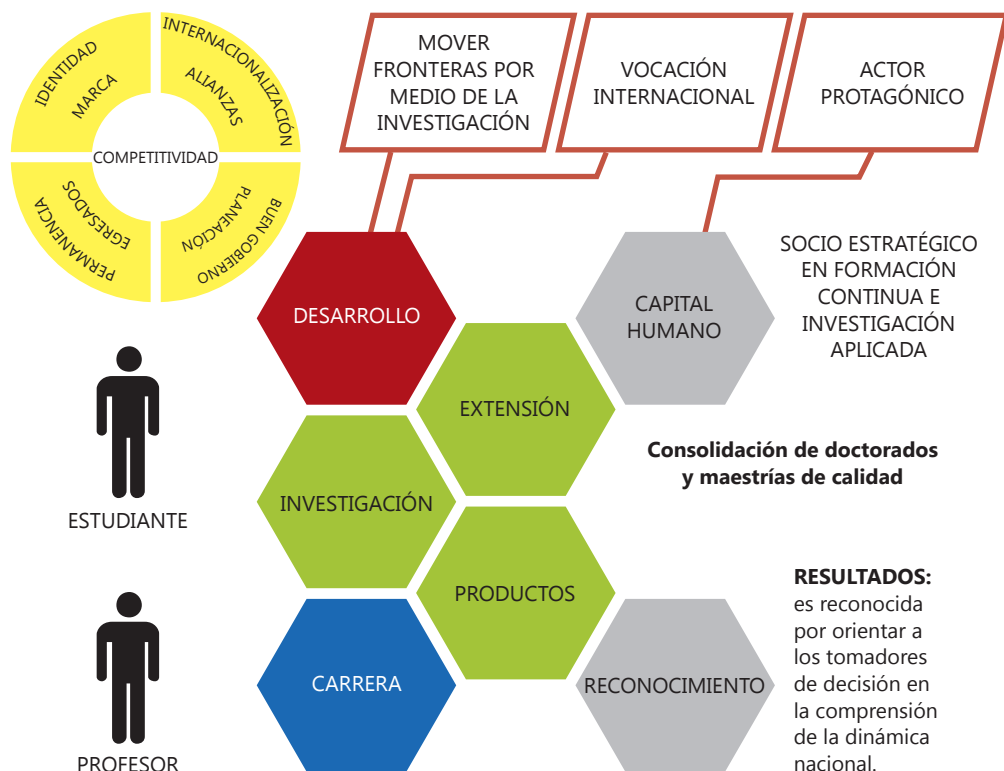 IDENTIDAD
MARCA
INTERNACIONALIZACIÓN
ALIANZAS
COMPETITIVIDAD
PERMANENCIA
EGRESADOS
BUEN GOBIERNO
PLANEACIÓN
MOVER
FRONTERAS POR
MEDIO DE LA
INVESTIGACIÓN
VOCACIÓN
INTERNACIONAL
ACTOR
PROTAGÓNICO
DESARROLLO
CAPITAL
HUMANO
SOCIO ESTRATÉGICO
EN FORMACIÓN
CONTINUA E
INVESTIGACIÓN
APLICADA
EXTENSIÓN
Consolidación de doctorados
y maestrías de calidad
INVESTIGACIÓN
ESTUDIANTE
PRODUCTOS
RESULTADOS:
es reconocida
por orientar a
los tomadores
de decisión en
la comprensión
de la dinámica
nacional.
CARRERA
RECONOCIMIENTO
PROFESOR